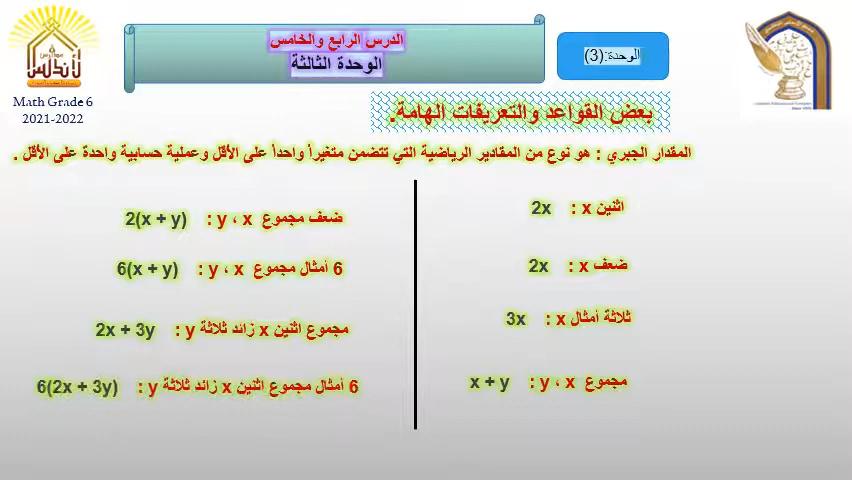 الدرس الرابع والخامس
الوحدة الثالثة
الوحدة:(3)
Math Grade 6
2021-2022
بعض القواعد والتعريفات الهامة.
المقدار الجبري : هو نوع من المقادير الرياضية التي تتضمن متغيراً واحداً على الأقل وعملية حسابية واحدة على الأقل .
اثنين x : 2x
ضعف x : 2x
ثلاثة أمثال x : 3x
مجموع y ، x : x + y
ضعف مجموع y ، x : 2(x + y)
6 أمثال مجموع y ، x : 6(x + y)
مجموع اثنين x زائد ثلاثة y : 2x + 3y
6 أمثال مجموع اثنين x زائد ثلاثة y : 6(2x + 3y)